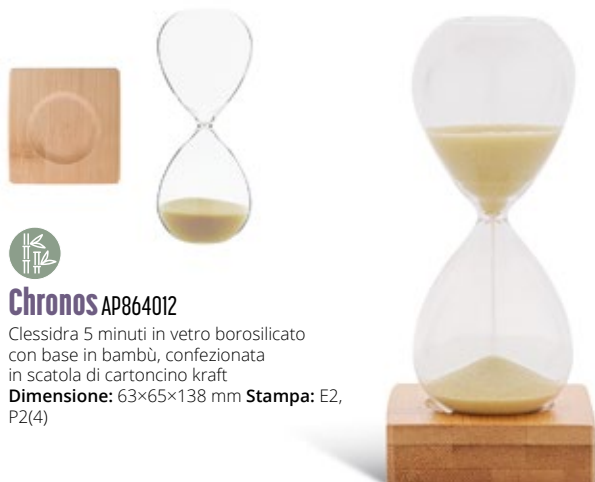 Chronos AP864012
Clessidra 5 minuti in vetro borosilicato
con base in bambù, confezionata
in scatola di cartoncino kraft
Dimensione: 63×65×138 mm Stampa: E2,
P2(4)